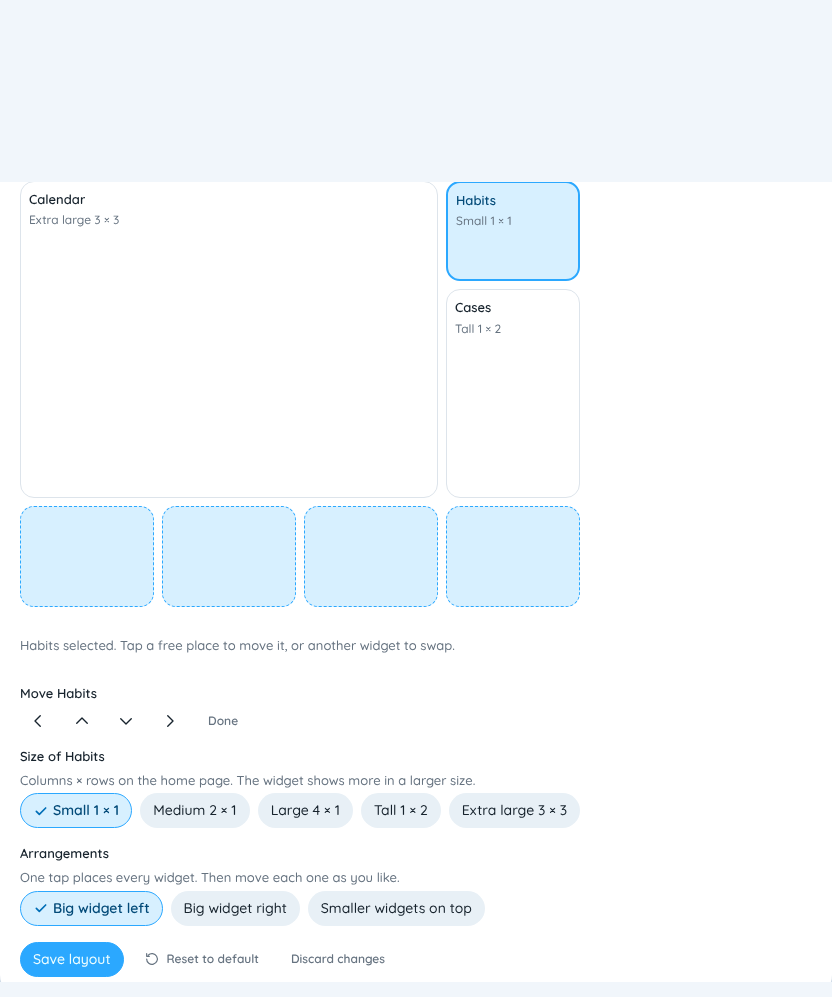 Calendar
Extra large 3 × 3
Habits
Small 1 × 1
Cases
Tall 1 × 2
Habits selected. Tap a free place to move it, or another widget to swap.
Move Habits
Done
Size of Habits
Columns × rows on the home page. The widget shows more in a larger size.
Small 1 × 1
Medium 2 × 1
Large 4 × 1
Tall 1 × 2
Extra large 3 × 3
Arrangements
One tap places every widget. Then move each one as you like.
Big widget left
Big widget right
Smaller widgets on top
Save layout
Reset to default
Discard changes